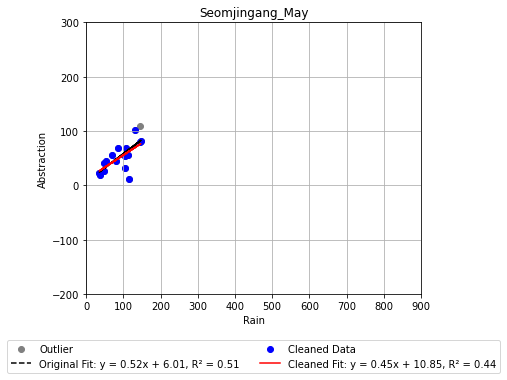 Seomjingang_May
300
200
100
0
−100
−200
Abstraction
0 100 200 300 400 500 600 700 800 900
Rain
Outlier Cleaned Data
Original Fit: y = 0.52x + 6.01, R² = 0.51 Cleaned Fit: y = 0.45x + 10.85, R² = 0.44